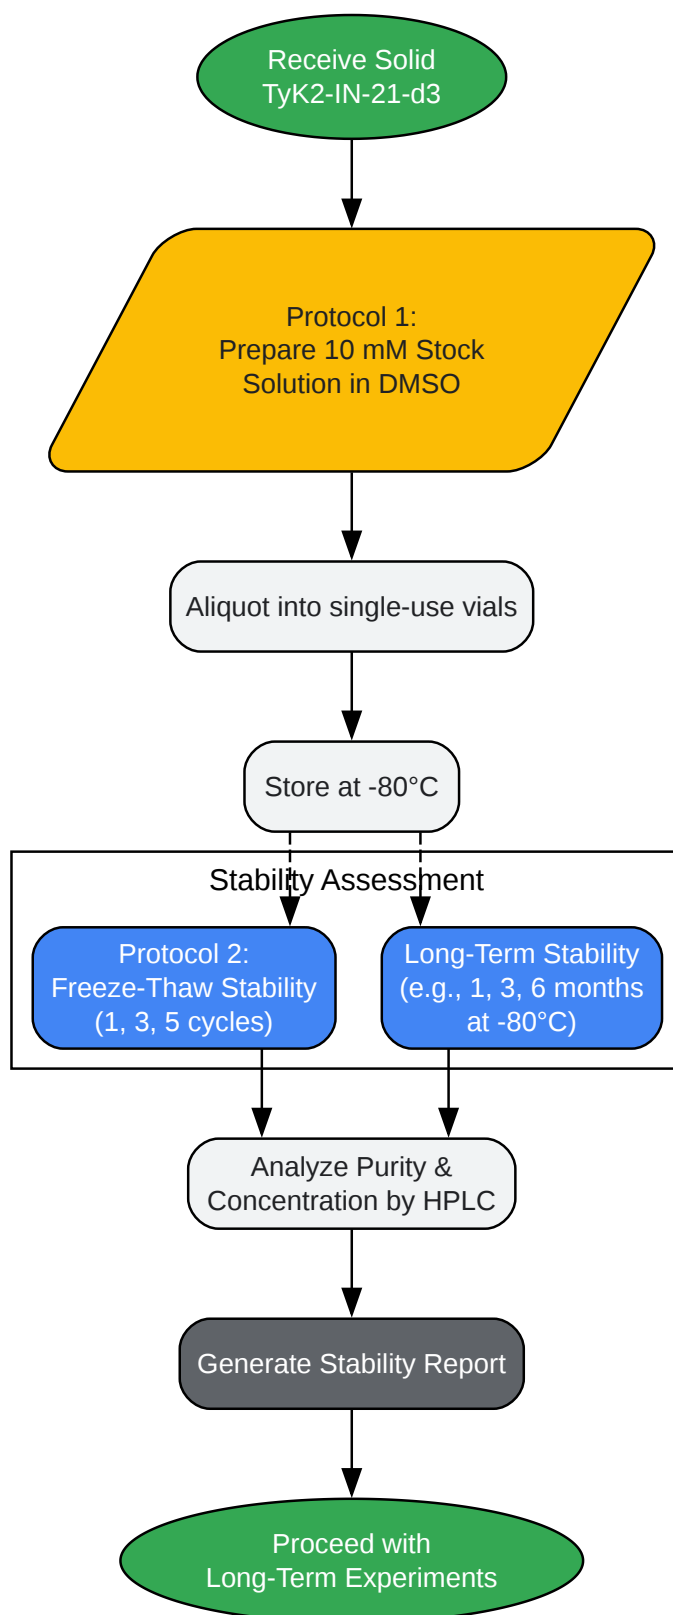 Receive Solid
TyK2-IN-21-d3
Protocol 1:
Prepare 10 mM Stock
Solution in DMSO
Aliquot into single-use vials
Store at -80°C
Stability Assessment
Protocol 2:
Freeze-Thaw Stability
(1, 3, 5 cycles)
Long-Term Stability
(e.g., 1, 3, 6 months
at -80°C)
Analyze Purity &
Concentration by HPLC
Generate Stability Report
Proceed with
Long-Term Experiments